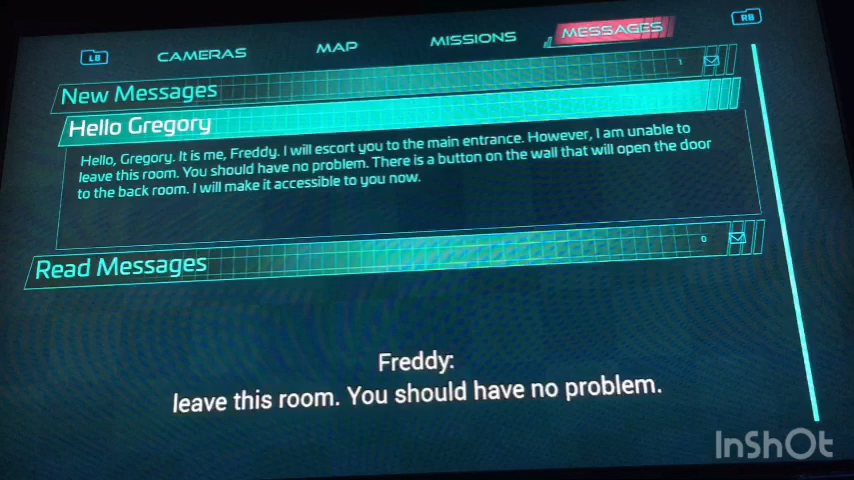 LB CAMERAS MAP MISSIONS MESSAGES RB
New Messages 1
Hello Gregory
Hello, Gregory. It is me, Freddy. I will escort you to the main entrance. However, I am unable to
leave this room. You should have no problem. There is a button on the wall that will open the door
to the back room. I will make it accessible to you now.
Read Messages 0
Freddy:
leave this room. You should have no problem.
InShOt